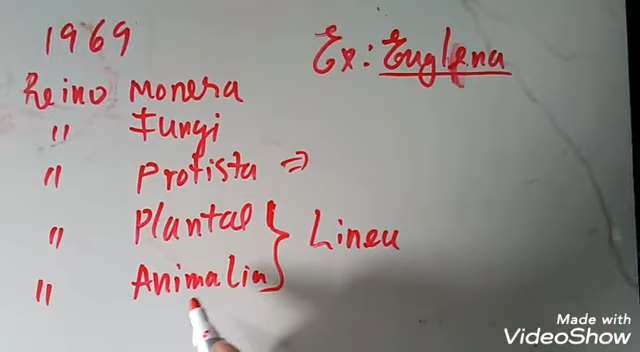 1969
Ex: Euglena
Reino Monera
" Fungi
" Protista ⇒
" Plantae
" Animalia } Lineu
Made with
VideoShow